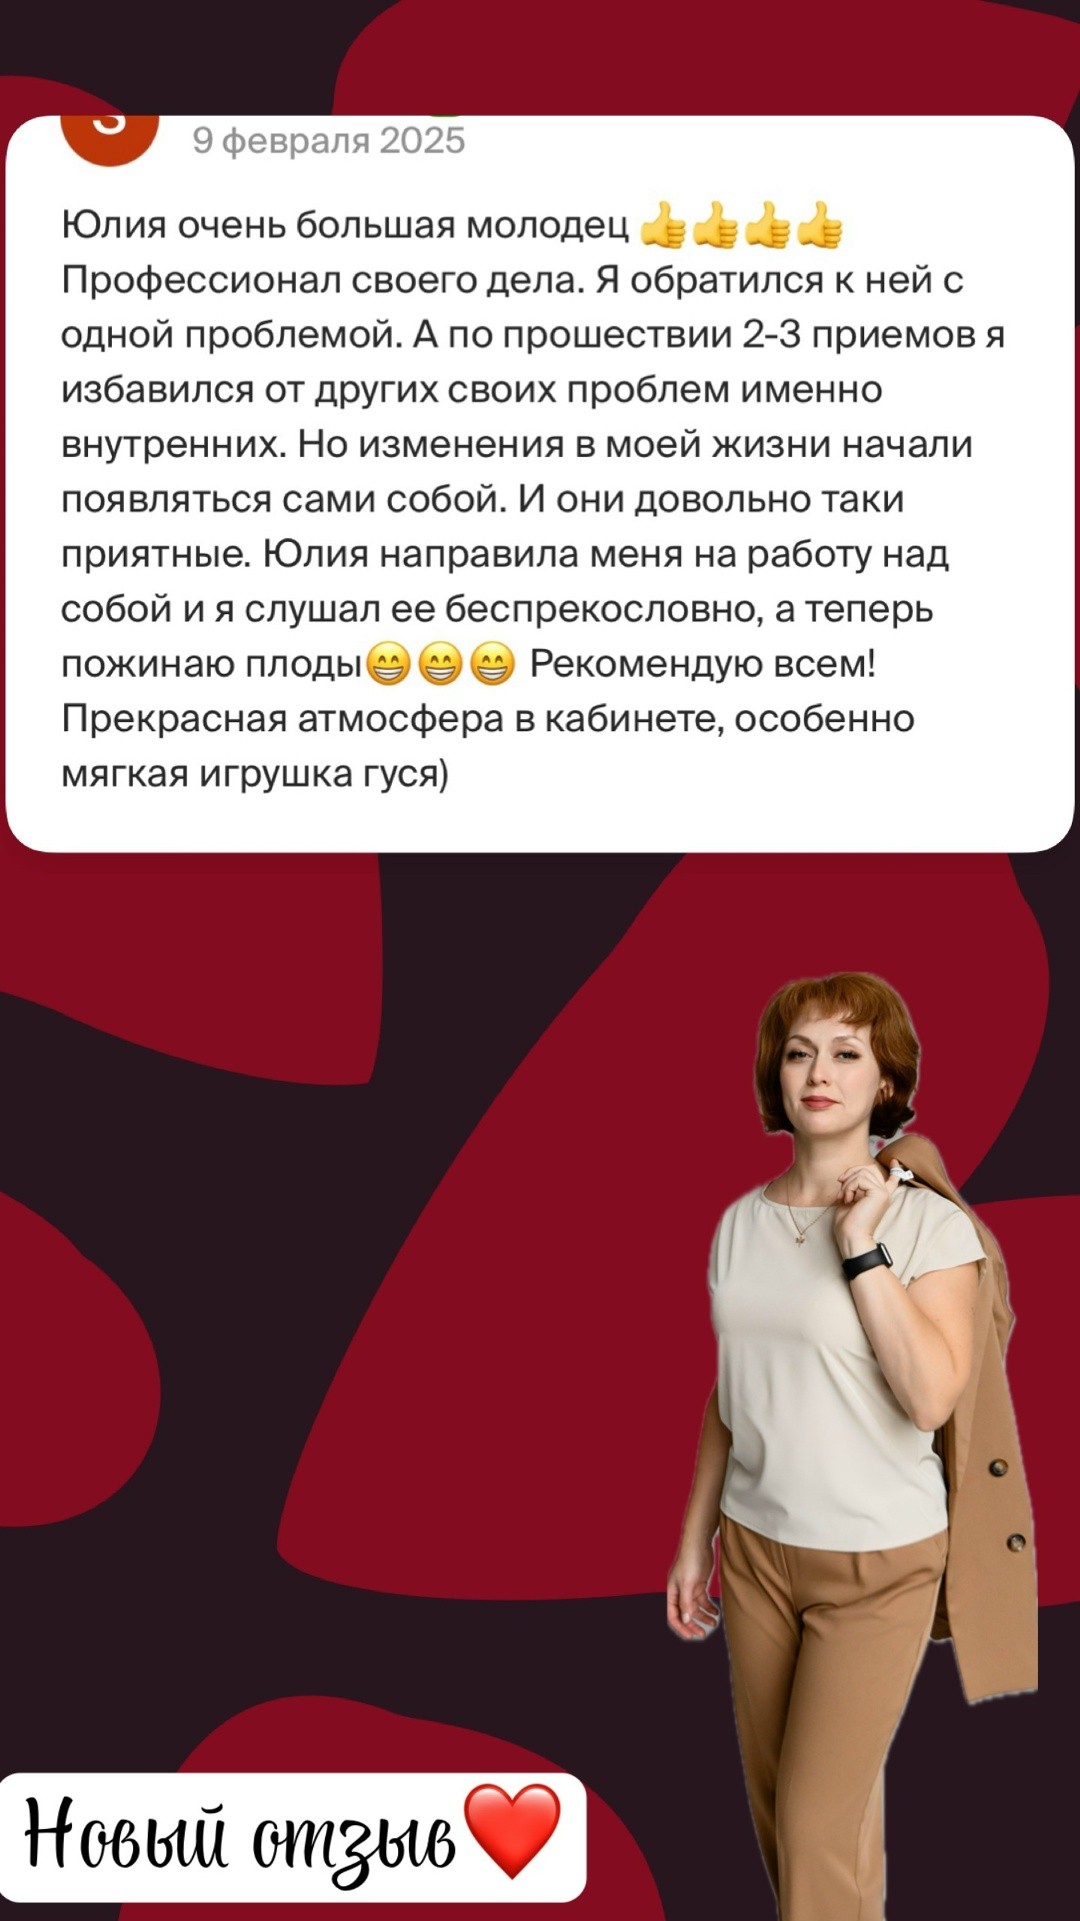 9 февраля 2025
Юлия очень большая молодец 👍👍👍👍
Профессионал своего дела. Я обратился к ней с
одной проблемой. А по прошествии 2-3 приемов я
избавился от других своих проблем именно
внутренних. Но изменения в моей жизни начали
появляться сами собой. И они довольно таки
приятные. Юлия направила меня на работу над
собой и я слушал ее беспрекословно, а теперь
пожинаю плоды😁😁😁 Рекомендую всем!
Прекрасная атмосфера в кабинете, особенно
мягкая игрушка гуся)
Новый отзыв❤️